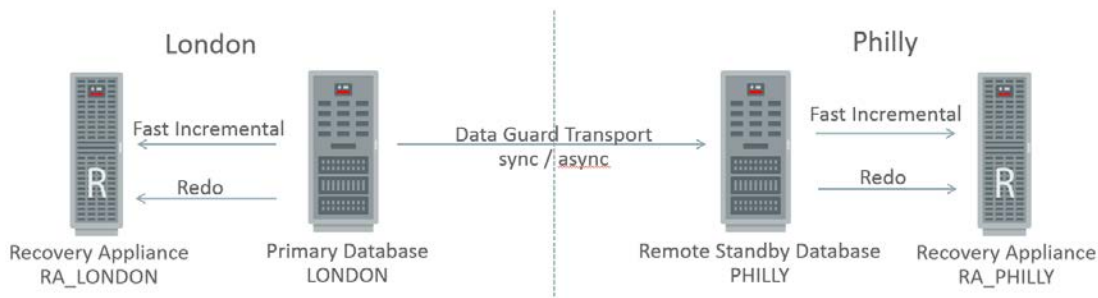 London
Philly
Fast Incremental
Data Guard Transport
sync / async
Fast Incremental
Redo
Redo
R
R
Recovery Appliance
RA_LONDON
Primary Database
LONDON
Remote Standby Database
PHILLY
Recovery Appliance
RA_PHILLY